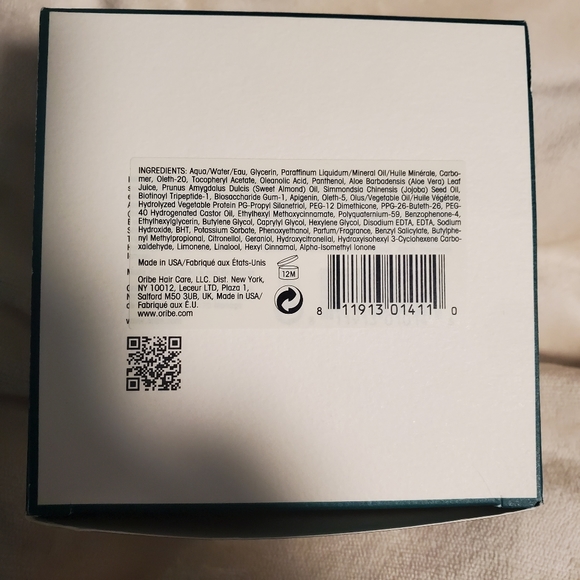 INGREDIENTS: Aqua/Water/Eau, Glycerin, Paraffinum Liquidum/Mineral Oil/Huile Minérale, Carbo-
mer, Oleth-20, Tocopheryl Acetate, Oleanolic Acid, Panthenol, Aloe Barbadensis (Aloe Vera) Leaf
Juice, Prunus Amygdalus Dulcis (Sweet Almond) Oil, Simmondsia Chinensis (Jojoba) Seed Oil,
Biotinoyl Tripeptide-1, Biosaccharide Gum-1, Apigenin, Oleth-5, Olus/Vegetable Oil/Huile Végétale,
Hydrolyzed Vegetable Protein PG-Propyl Silanetriol, PEG-12 Dimethicone, PPG-26-Buteth-26, PEG-
40 Hydrogenated Castor Oil, Ethylhexyl Methoxycinnamate, Polyquaternium-59, Benzophenone-4,
Ethylhexylglycerin, Butylene Glycol, Caprylyl Glycol, Hexylene Glycol, Disodium EDTA, EDTA, Sodium
Hydroxide, BHT, Potassium Sorbate, Phenoxyethanol, Parfum/Fragrance, Benzyl Salicylate, Butylphe-
nyl Methylpropional, Citronellol, Geraniol, Hydroxycitronellal, Hydroxyisohexyl 3-Cyclohexene Carbo-
xaldehyde, Limonene, Linalool, Hexyl Cinnamal, Alpha-Isomethyl Ionone
Made in USA/Fabriqué aux États-Unis
12M
Oribe Hair Care, LLC. Dist. New York,
NY 10012, Leceur LTD, Plaza 1,
Salford M50 3UB, UK, Made in USA/
Fabriqué aux É.U.
www.oribe.com
8 11913 01411 0